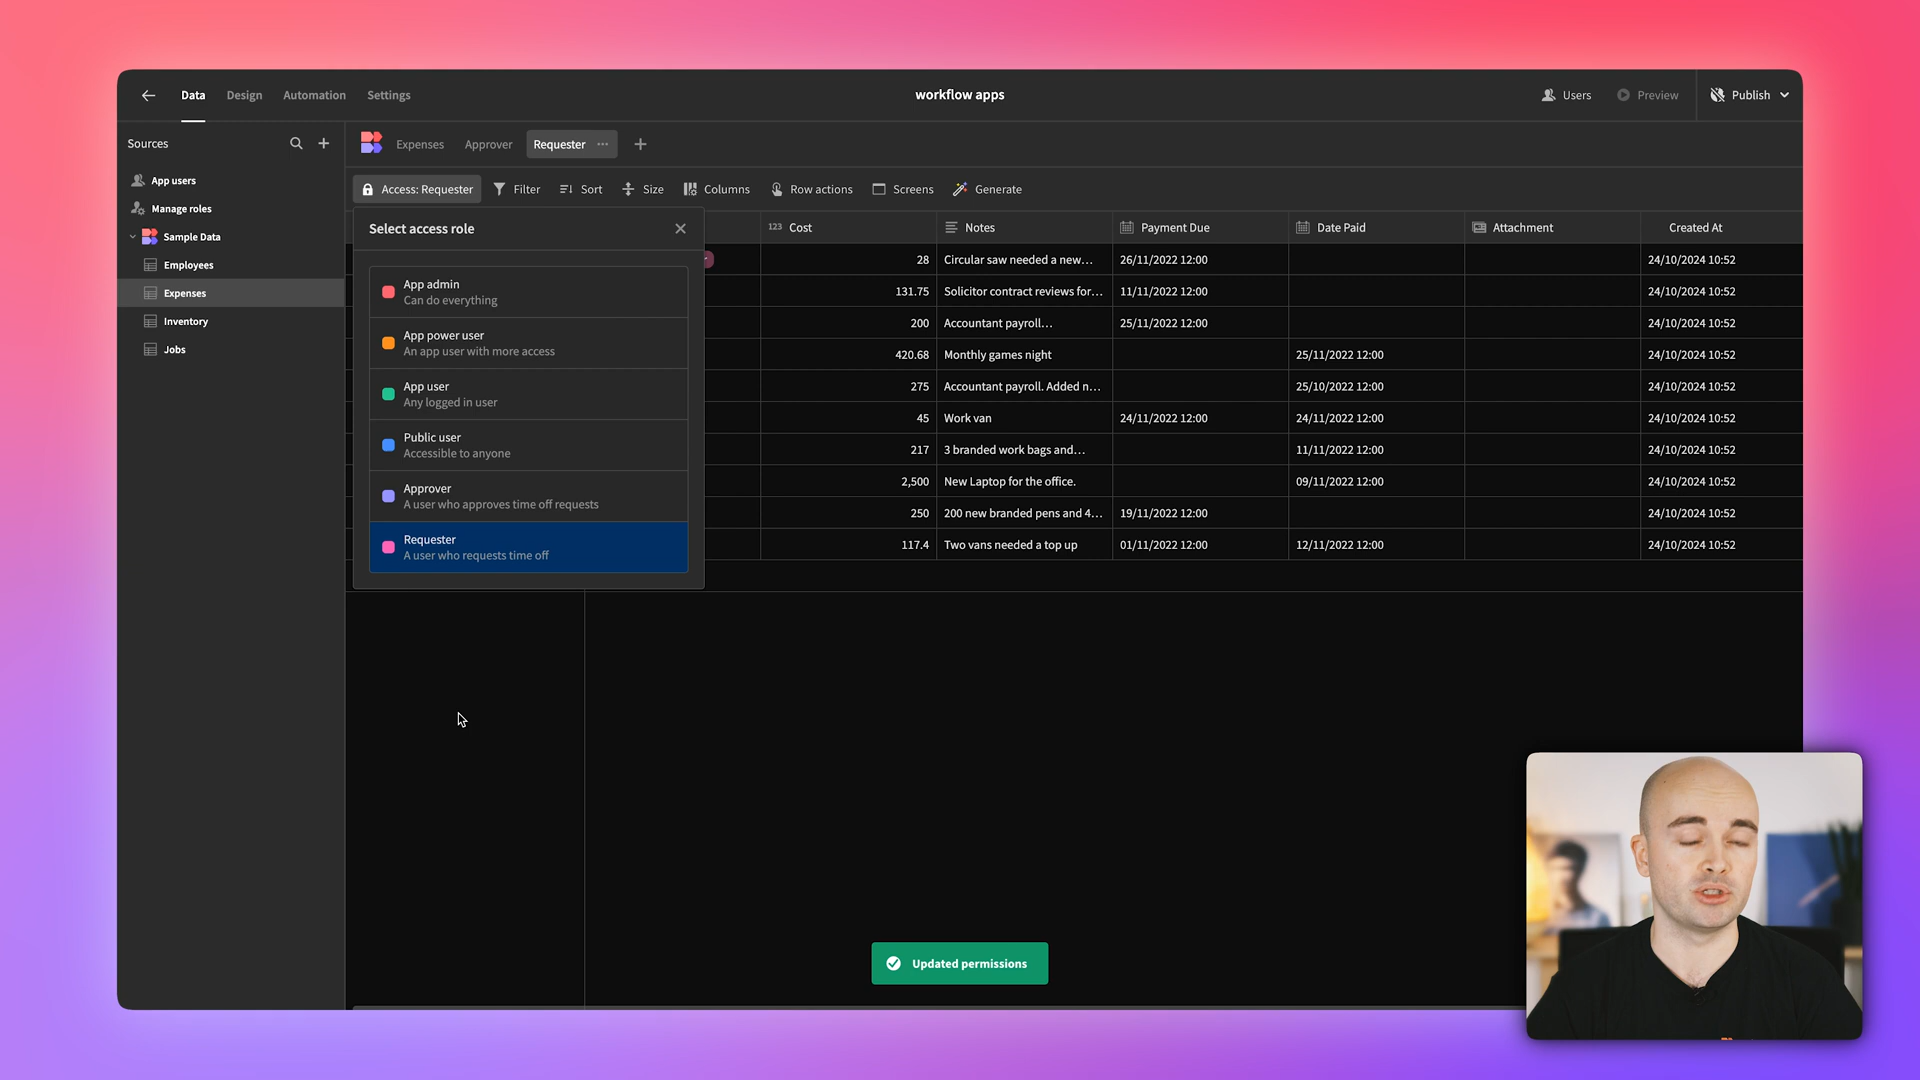 Data Design Automation Settings
workflow apps
Users Preview Publish
Sources
App users
Manage roles
Sample Data
Employees
Expenses
Inventory
Jobs
Expenses Approver Requester
Access: Requester Filter Sort Size Columns Row actions Screens Generate
Select access role
App admin
Can do everything
App power user
An app user with more access
App user
Any logged in user
Public user
Accessible to anyone
Approver
A user who approves time off requests
Requester
A user who requests time off
123 Cost Notes Payment Due Date Paid Attachment Created At
28 Circular saw needed a new… 26/11/2022 12:00 24/10/2024 10:52
131.75 Solicitor contract reviews for… 11/11/2022 12:00 24/10/2024 10:52
200 Accountant payroll… 25/11/2022 12:00 24/10/2024 10:52
420.68 Monthly games night 25/11/2022 12:00 24/10/2024 10:52
275 Accountant payroll. Added n… 25/10/2022 12:00 24/10/2024 10:52
45 Work van 24/11/2022 12:00 24/11/2022 12:00 24/10/2024 10:52
217 3 branded work bags and… 11/11/2022 12:00 24/10/2024 10:52
2,500 New Laptop for the office. 09/11/2022 12:00 24/10/2024 10:52
250 200 new branded pens and 4… 19/11/2022 12:00 24/10/2024 10:52
117.4 Two vans needed a top up 01/11/2022 12:00 12/11/2022 12:00 24/10/2024 10:52
Updated permissions